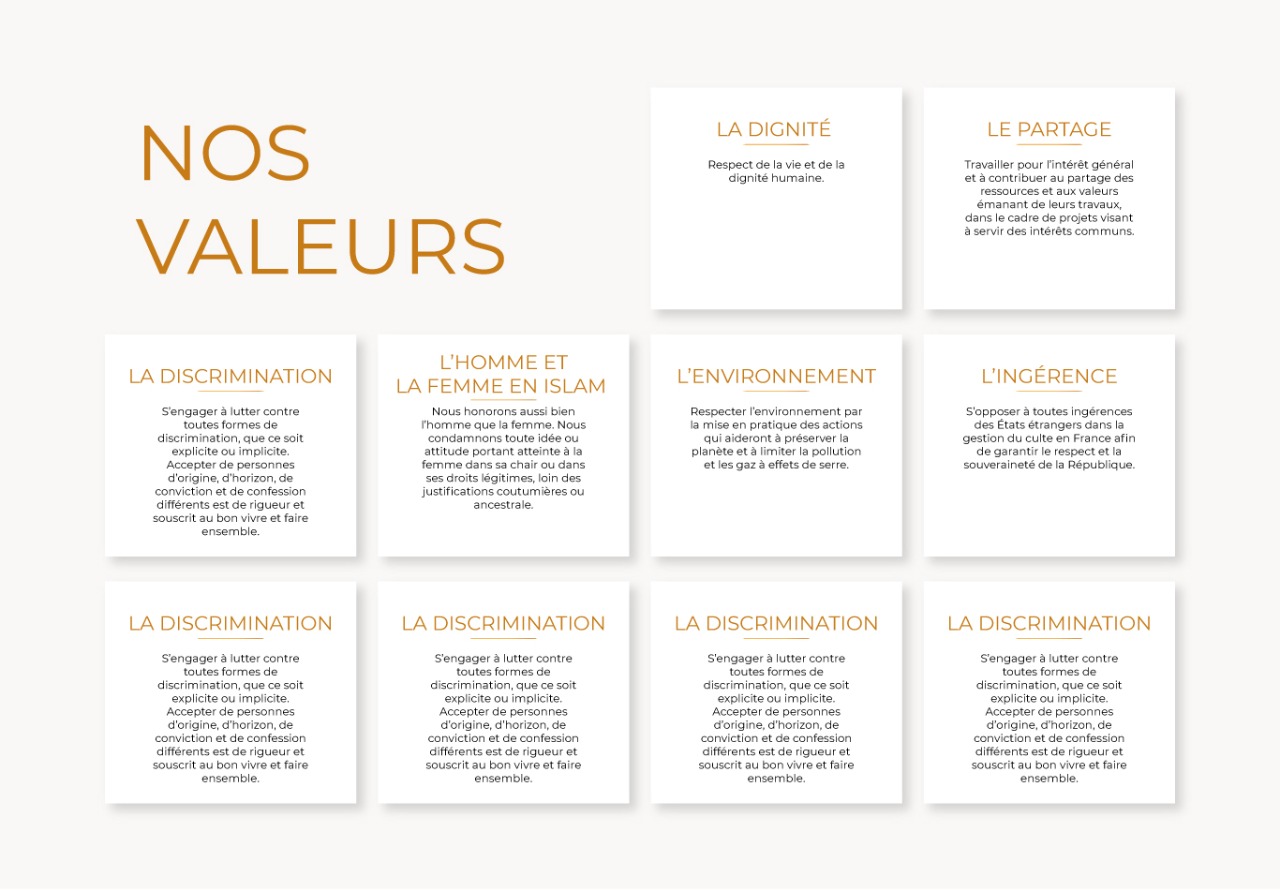 NOS
VALEURS
LA DIGNITÉ
Respect de la vie et de la
dignité humaine.
LE PARTAGE
Travailler pour l’intérêt général
et à contribuer au partage des
ressources et aux valeurs
émanant de leurs travaux,
dans le cadre de projets visant
à servir des intérêts communs.
LA DISCRIMINATION
S’engager à lutter contre
toutes formes de
discrimination, que ce soit
explicite ou implicite.
Accepter de personnes
d’origine, d’horizon, de
conviction et de confession
différents est de rigueur et
souscrit au bon vivre et faire
ensemble.
L’HOMME ET
LA FEMME EN ISLAM
Nous honorons aussi bien
l’homme que la femme. Nous
condamnons toute idée ou
attitude portant atteinte à la
femme dans sa chair ou dans
ses droits légitimes, loin des
justifications coutumières ou
ancestrale.
L’ENVIRONNEMENT
Respecter l’environnement par
la mise en pratique des actions
qui aideront à préserver la
planète et à limiter la pollution
et les gaz à effets de serre.
L’INGÉRENCE
S’opposer à toutes ingérences
des États étrangers dans la
gestion du culte en France afin
de garantir le respect et la
souveraineté de la République.
LA DISCRIMINATION
S’engager à lutter contre
toutes formes de
discrimination, que ce soit
explicite ou implicite.
Accepter de personnes
d’origine, d’horizon, de
conviction et de confession
différents est de rigueur et
souscrit au bon vivre et faire
ensemble.
LA DISCRIMINATION
S’engager à lutter contre
toutes formes de
discrimination, que ce soit
explicite ou implicite.
Accepter de personnes
d’origine, d’horizon, de
conviction et de confession
différents est de rigueur et
souscrit au bon vivre et faire
ensemble.
LA DISCRIMINATION
S’engager à lutter contre
toutes formes de
discrimination, que ce soit
explicite ou implicite.
Accepter de personnes
d’origine, d’horizon, de
conviction et de confession
différents est de rigueur et
souscrit au bon vivre et faire
ensemble.
LA DISCRIMINATION
S’engager à lutter contre
toutes formes de
discrimination, que ce soit
explicite ou implicite.
Accepter de personnes
d’origine, d’horizon, de
conviction et de confession
différents est de rigueur et
souscrit au bon vivre et faire
ensemble.